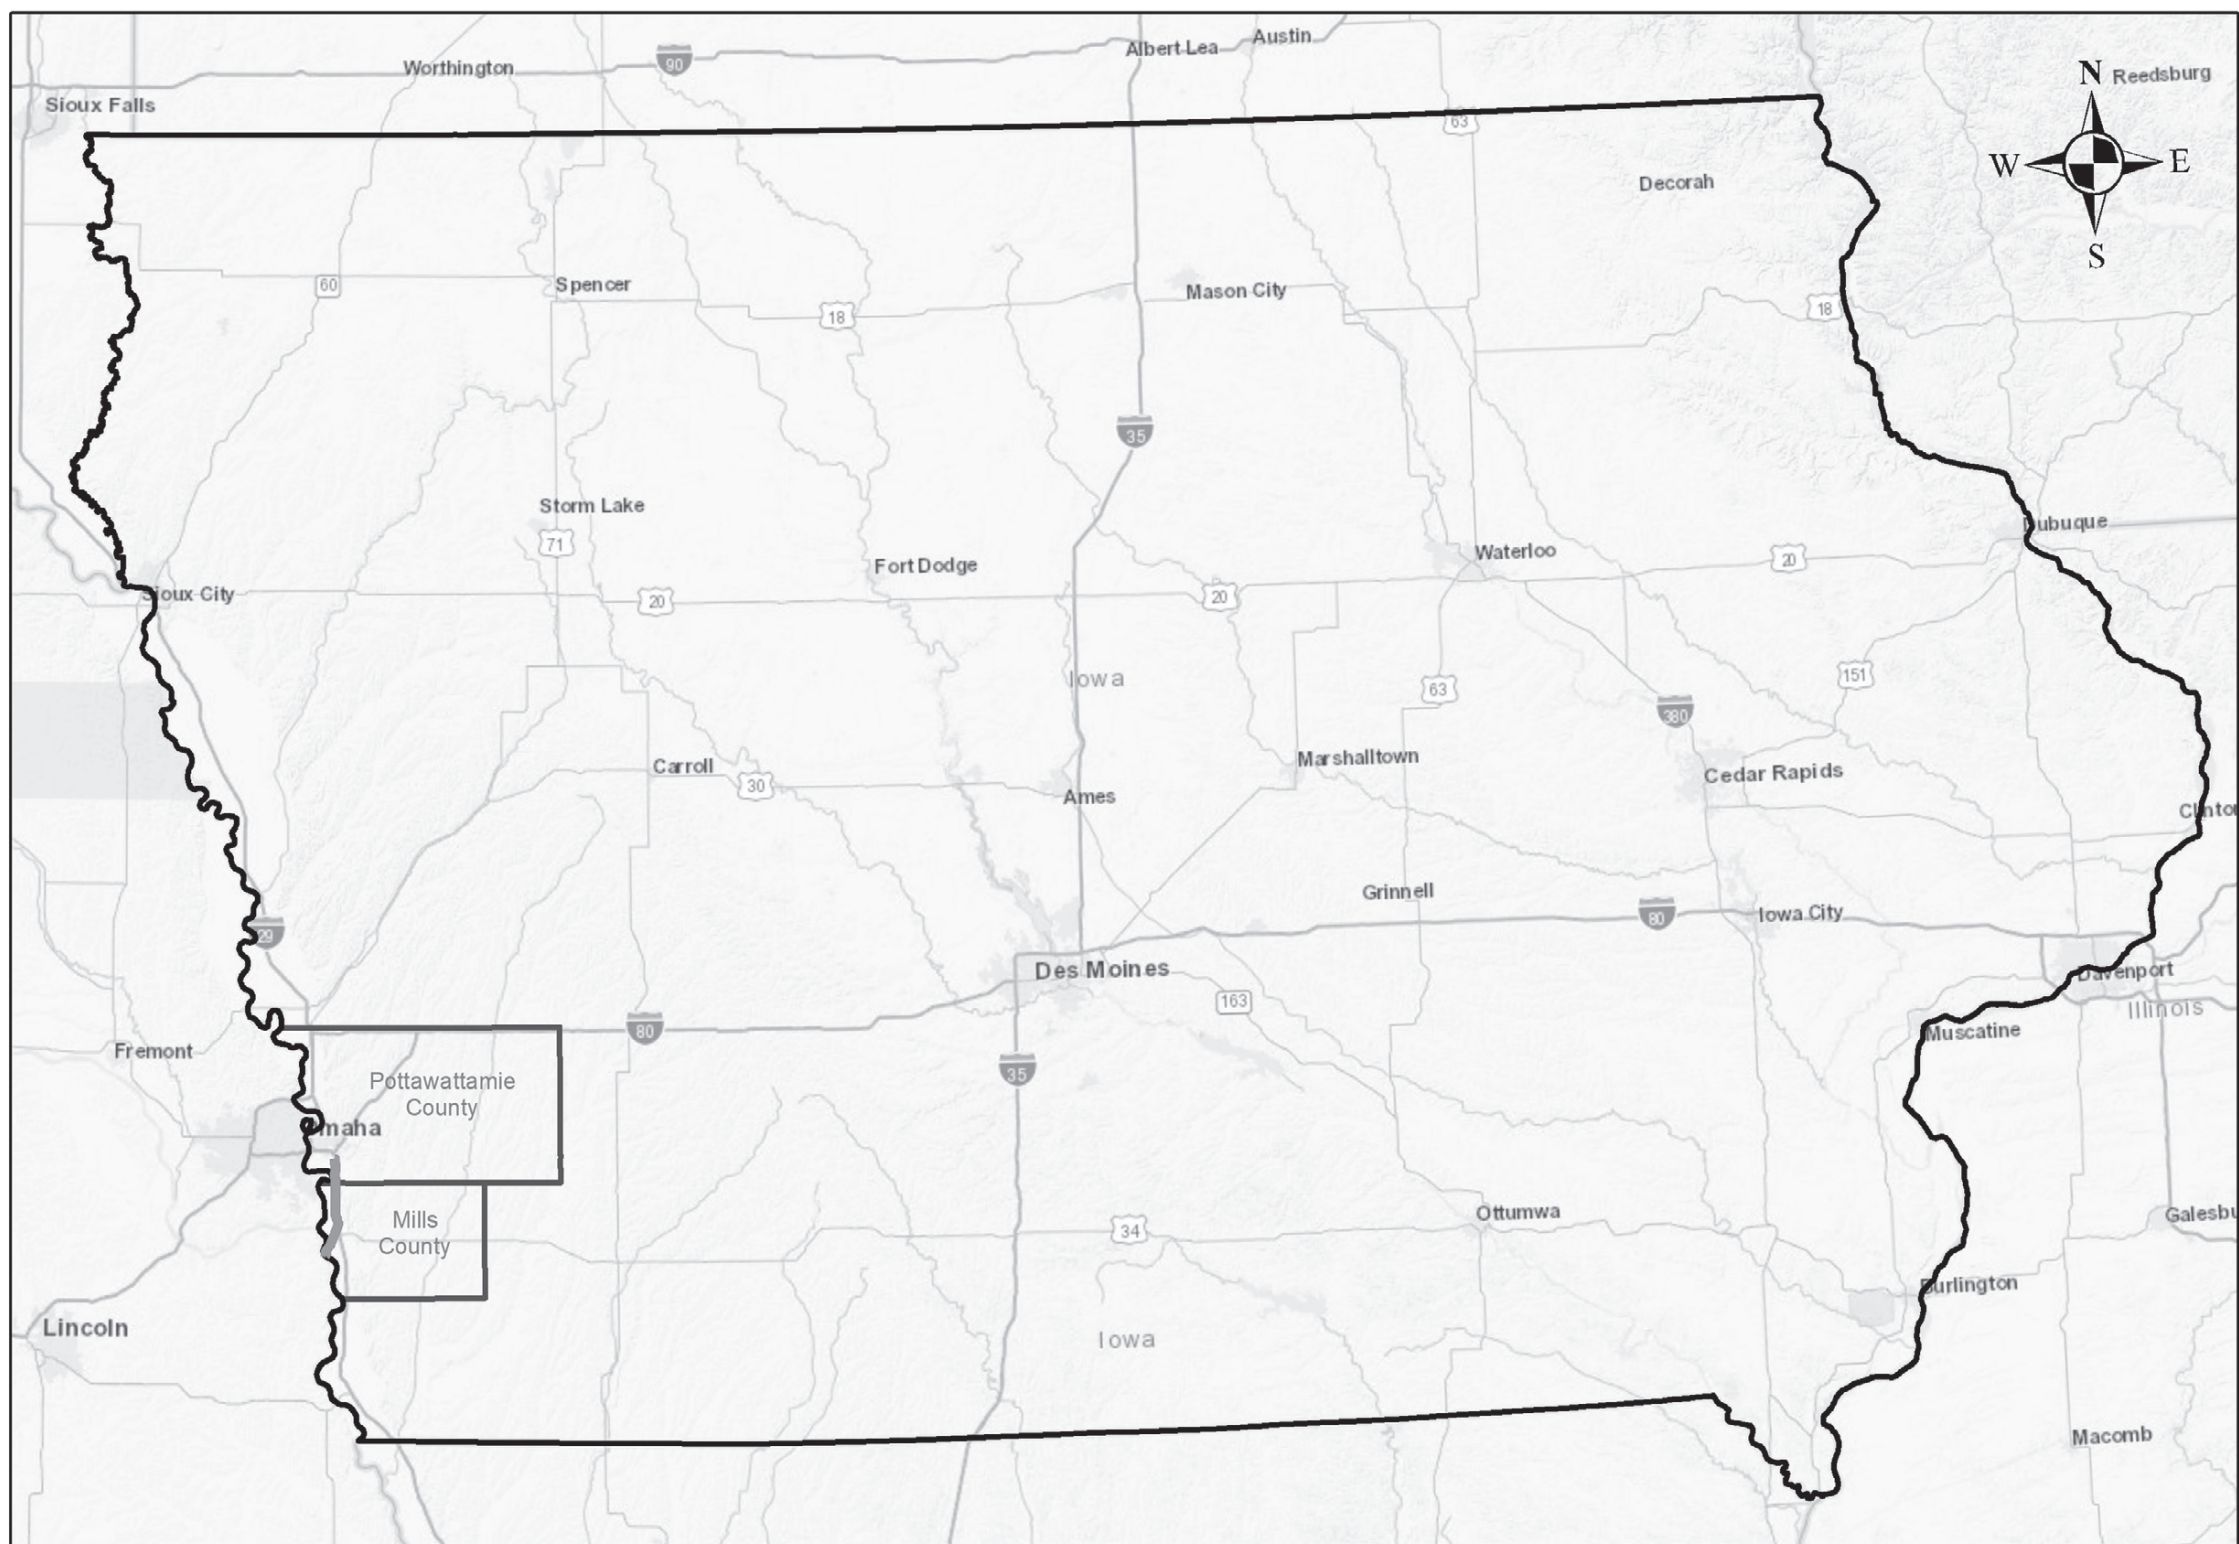 Worthington
90
Albert Lea
Austin
N
Reedsburg
Sioux Falls
63
W
E
Decorah
S
60
Spencer
18
Mason City
18
35
Storm Lake
71
Fort Dodge
Waterloo
20
Dubuque
Sioux City
20
20
Iowa
63
151
380
Carroll
30
Ames
Marshalltown
Cedar Rapids
Clinto
29
Grinnell
80
Iowa City
Des Moines
163
Davenport
Illinois
80
Muscatine
Fremont
35
Pottawattamie
County
maha
Mills
County
34
Ottumwa
Galesbu
Burlington
Lincoln
Iowa
Macomb